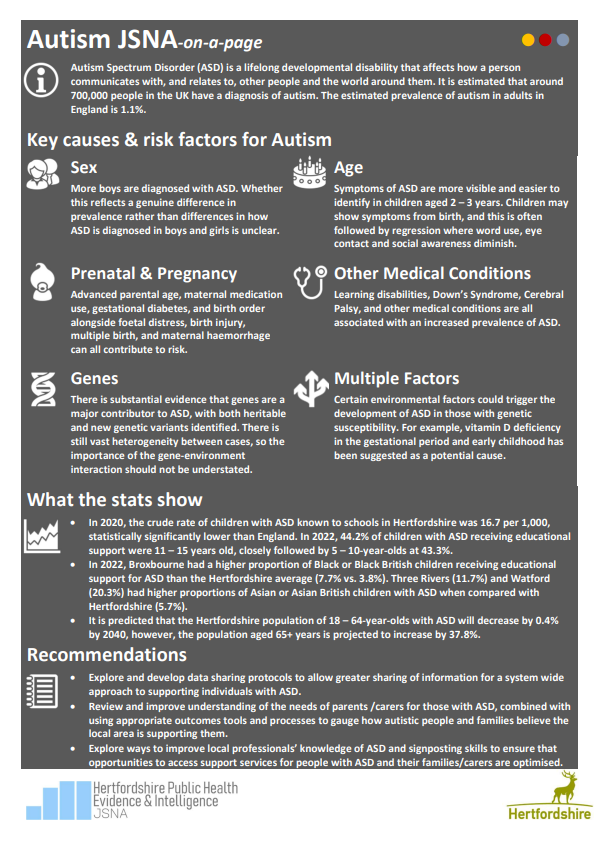 Autism JSNA-on-a-page
Autism Spectrum Disorder (ASD) is a lifelong developmental disability that affects how a person
communicates with, and relates to, other people and the world around them. It is estimated that around
700,000 people in the UK have a diagnosis of autism. The estimated prevalence of autism in adults in
England is 1.1%.
Key causes & risk factors for Autism
Sex
More boys are diagnosed with ASD. Whether
this reflects a genuine difference in
prevalence rather than differences in how
ASD is diagnosed in boys and girls is unclear.
Age
Symptoms of ASD are more visible and easier to
identify in children aged 2 – 3 years. Children may
show symptoms from birth, and this is often
followed by regression where word use, eye
contact and social awareness diminish.
Prenatal & Pregnancy
Advanced parental age, maternal medication
use, gestational diabetes, and birth order
alongside foetal distress, birth injury,
multiple birth, and maternal haemorrhage
can all contribute to risk.
Other Medical Conditions
Learning disabilities, Down's Syndrome, Cerebral
Palsy, and other medical conditions are all
associated with an increased prevalence of ASD.
Genes
There is substantial evidence that genes are a
major contributor to ASD, with both heritable
and new genetic variants identified. There is
still vast heterogeneity between cases, so the
importance of the gene-environment
interaction should not be understated.
Multiple Factors
Certain environmental factors could trigger the
development of ASD in those with genetic
susceptibility. For example, vitamin D deficiency
in the gestational period and early childhood has
been suggested as a potential cause.
What the stats show
• In 2020, the crude rate of children with ASD known to schools in Hertfordshire was 16.7 per 1,000,
statistically significantly lower than England. In 2022, 44.2% of children with ASD receiving educational
support were 11 – 15 years old, closely followed by 5 – 10-year-olds at 43.3%.
• In 2022, Broxbourne had a higher proportion of Black or Black British children receiving educational
support for ASD than the Hertfordshire average (7.7% vs. 3.8%). Three Rivers (11.7%) and Watford
(20.3%) had higher proportions of Asian or Asian British children with ASD when compared with
Hertfordshire (5.7%).
• It is predicted that the Hertfordshire population of 18 – 64-year-olds with ASD will decrease by 0.4%
by 2040, however, the population aged 65+ years is projected to increase by 37.8%.
Recommendations
• Explore and develop data sharing protocols to allow greater sharing of information for a system wide
approach to supporting individuals with ASD.
• Review and improve understanding of the needs of parents /carers for those with ASD, combined with
using appropriate outcomes tools and processes to gauge how autistic people and families believe the
local area is supporting them.
• Explore ways to improve local professionals' knowledge of ASD and signposting skills to ensure that
opportunities to access support services for people with ASD and their families/carers are optimised.
Hertfordshire Public Health
Evidence & Intelligence
JSNA
Hertfordshire